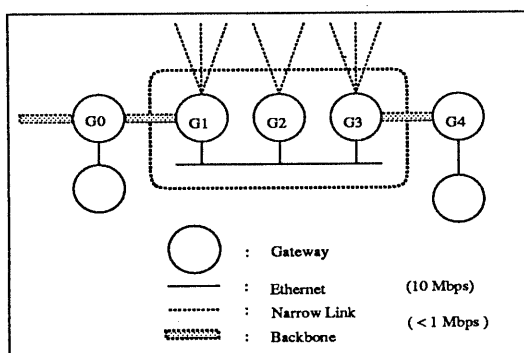 G0 G1 G2 G3 G4
: Gateway
: Ethernet (10 Mbps)
: Narrow Link
( < 1 Mbps )
: Backbone